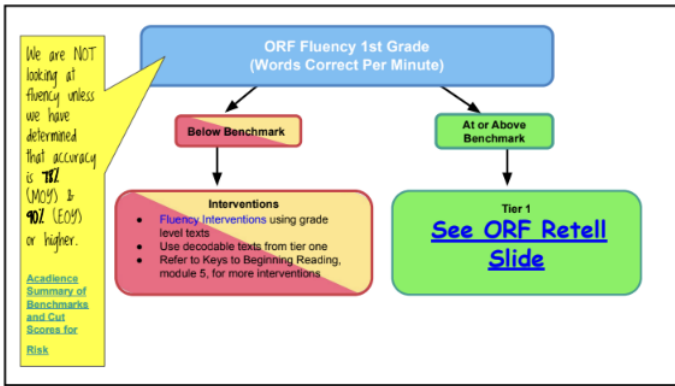 We are NOT
looking at
fluency unless
we have
determined
that accuracy
is 78%
(MOY) &
90% (EOY)
or higher.
Acadience
Summary of
Benchmarks
and Cut
Scores for
Risk
ORF Fluency 1st Grade
(Words Correct Per Minute)
Below Benchmark
At or Above
Benchmark
Interventions
● Fluency Interventions using grade
level texts
● Use decodable texts from tier one
● Refer to Keys to Beginning Reading,
module 5, for more interventions
Tier 1
See ORF Retell
Slide